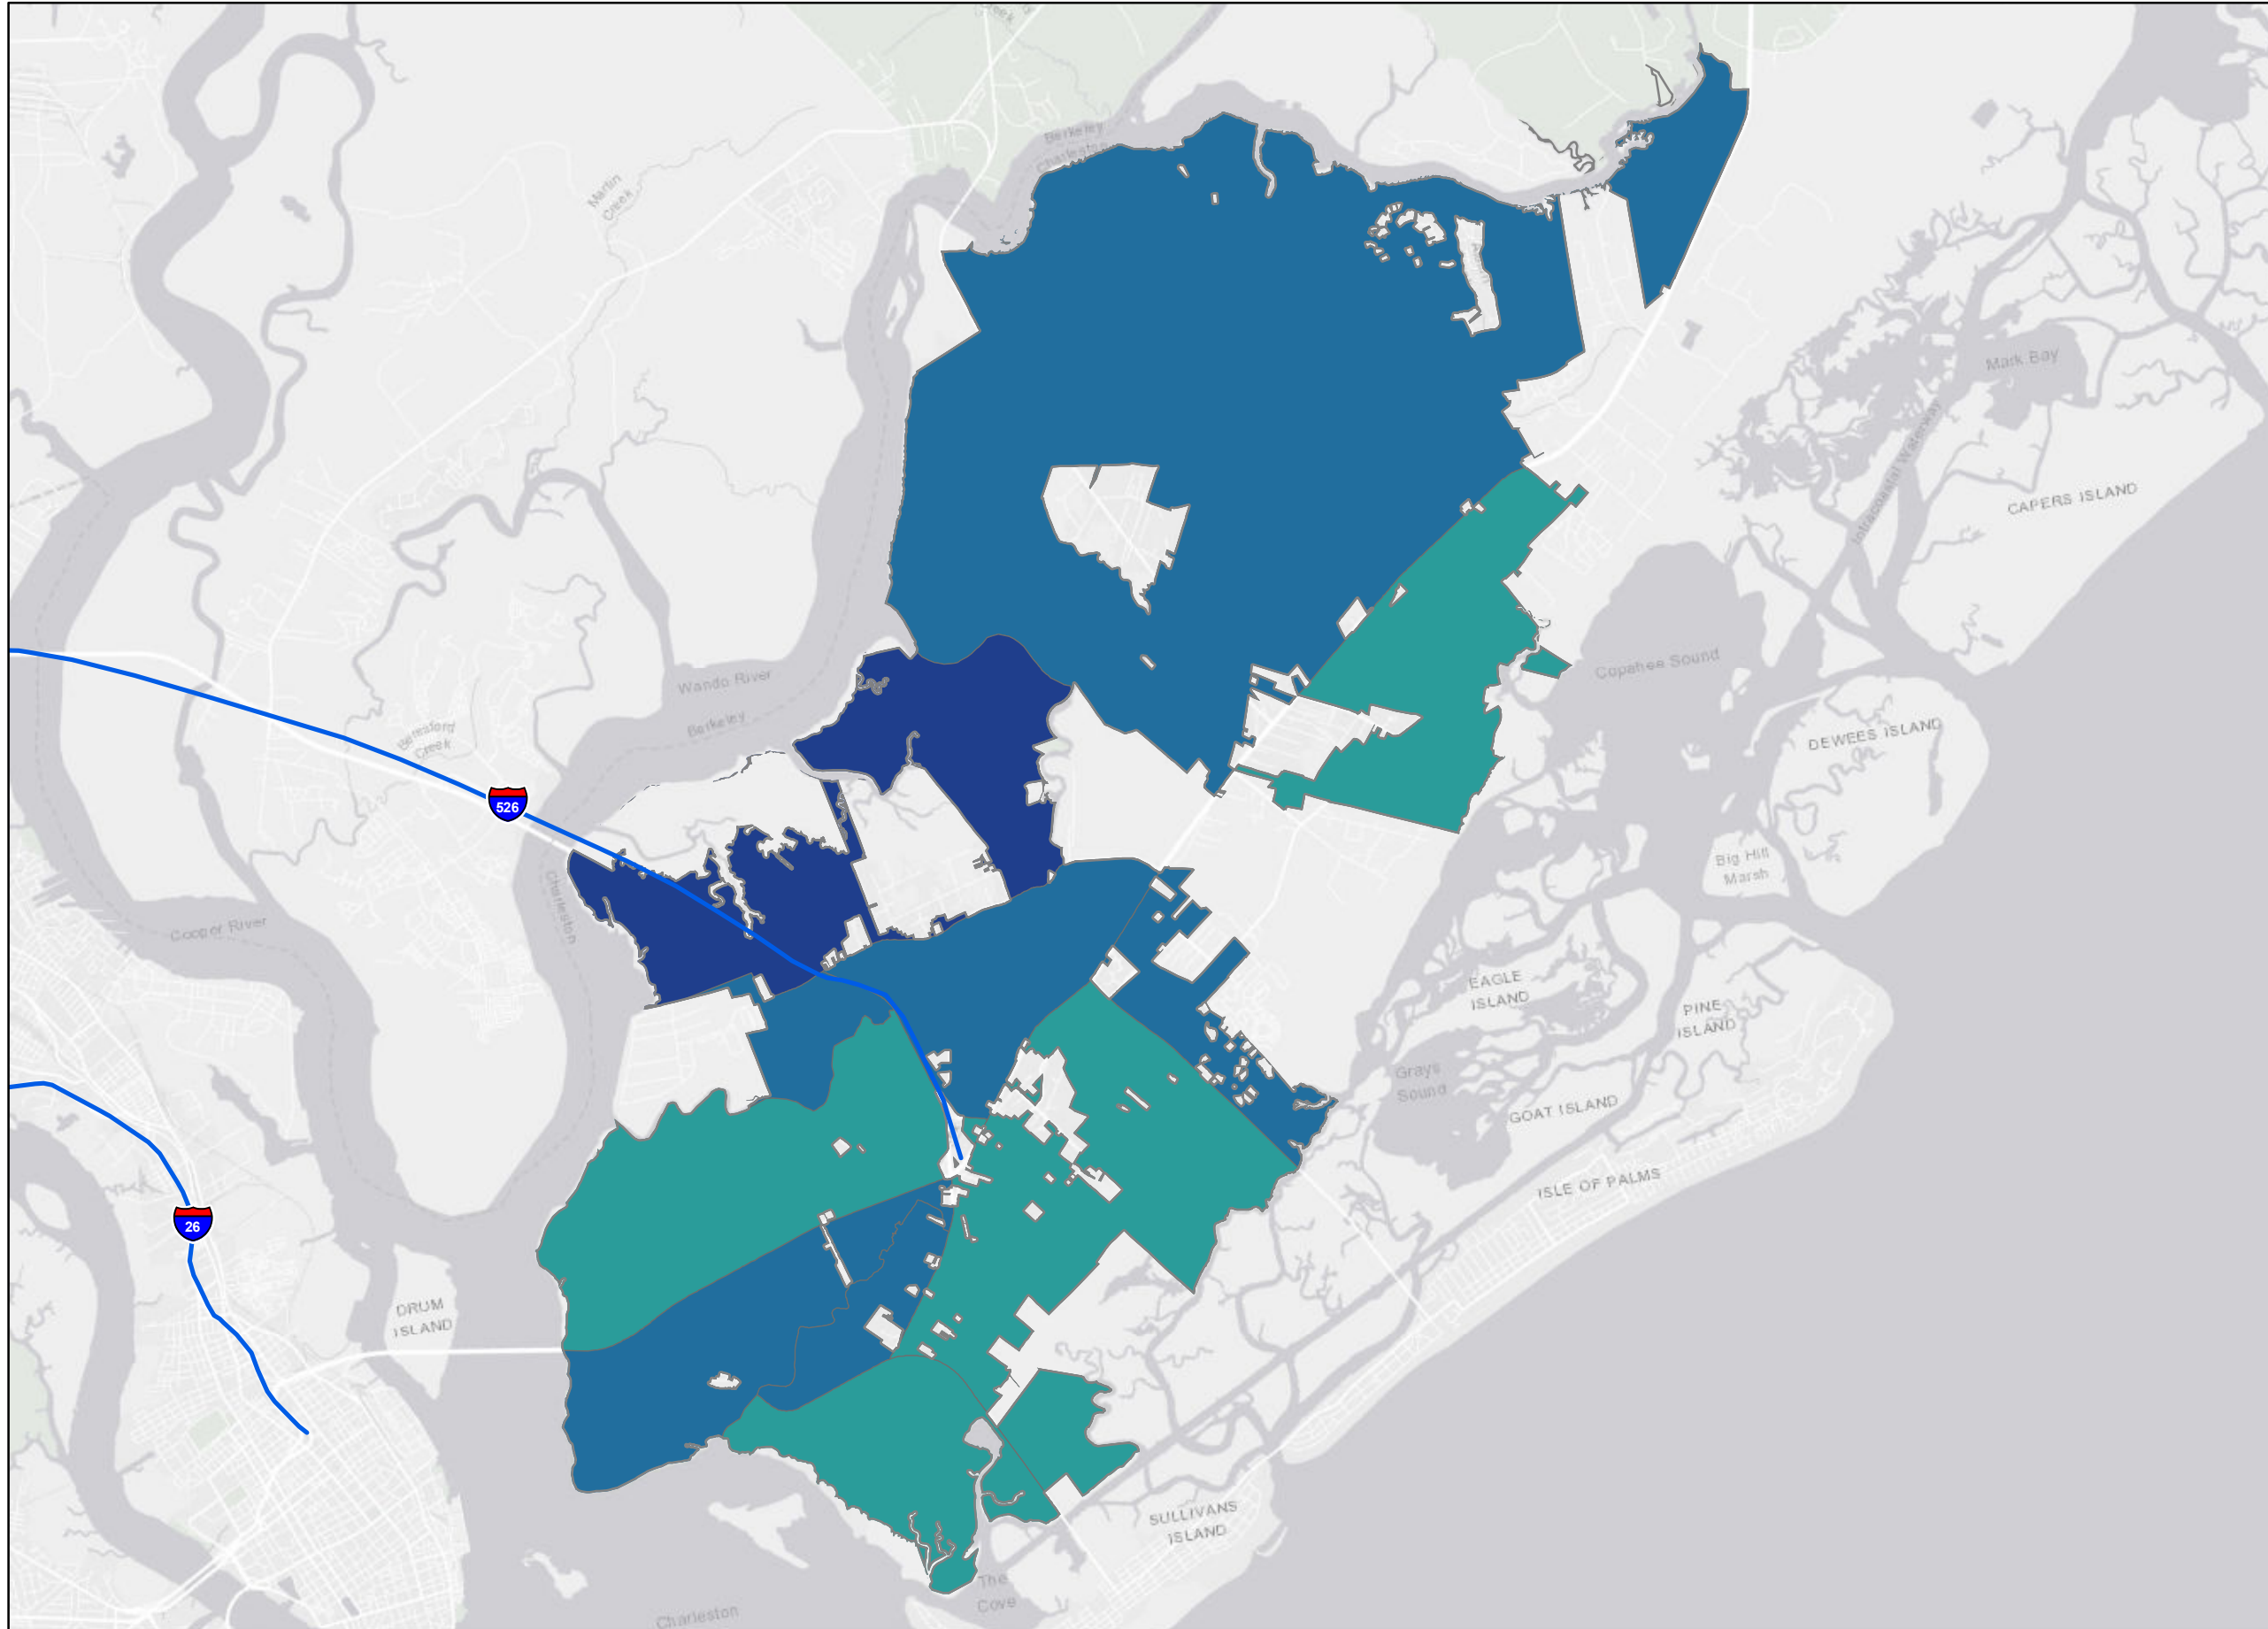 Creek
Berkeley
Charleston
Martin
Creek
Mark Bay
Intracoastal Waterway
CAPERS ISLAND
Copahee Sound
Wando River
Berkeley
Beresford
Creek
DEWEES ISLAND
526
Big Hill
Marsh
Charleston
Cooper River
EAGLE
ISLAND
PINE
ISLAND
Grays
Sound
GOAT ISLAND
ISLE OF PALMS
26
DRUM
ISLAND
SULLIVANS
ISLAND
The
Cove
Charleston